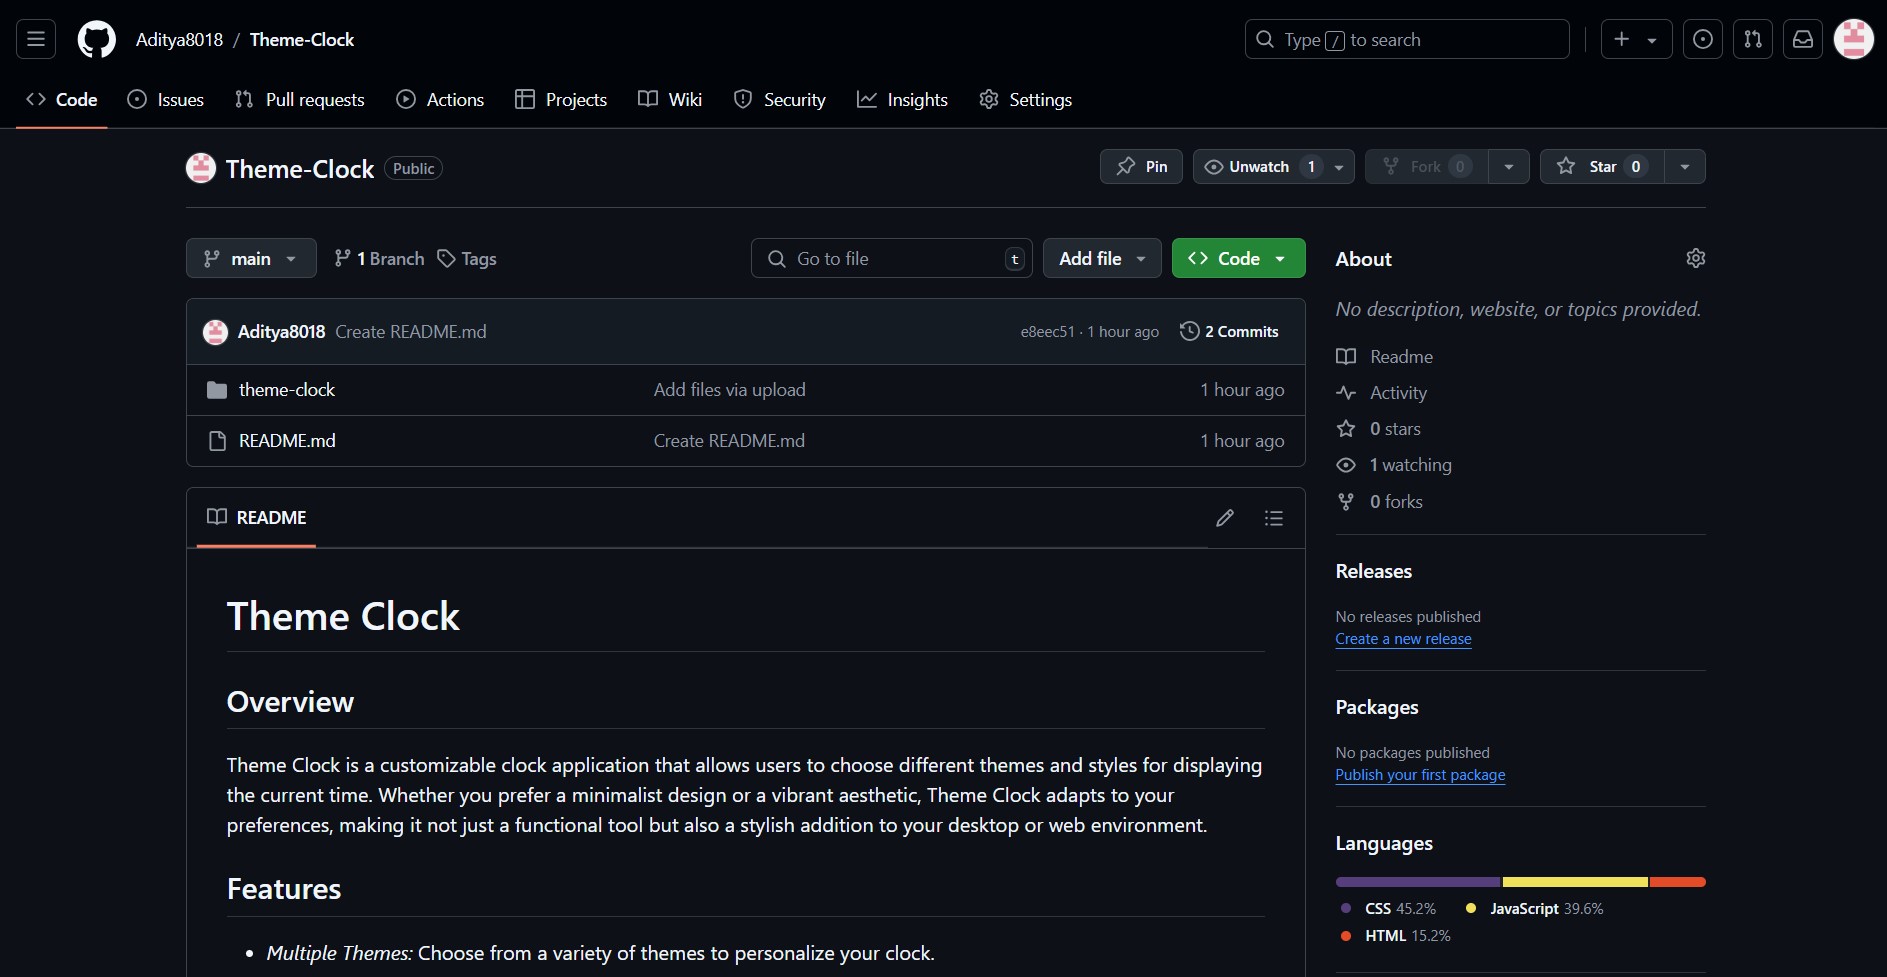 Aditya8018 / Theme-Clock
Type / to search
Code Issues Pull requests Actions Projects Wiki Security Insights Settings
Theme-Clock Public
Pin Unwatch 1 Fork 0 Star 0
main 1 Branch Tags
Go to file t Add file Code
Aditya8018 Create README.md e8eec51 · 1 hour ago 2 Commits
theme-clock Add files via upload 1 hour ago
README.md Create README.md 1 hour ago
README
Theme Clock
Overview
Theme Clock is a customizable clock application that allows users to choose different themes and styles for displaying
the current time. Whether you prefer a minimalist design or a vibrant aesthetic, Theme Clock adapts to your
preferences, making it not just a functional tool but also a stylish addition to your desktop or web environment.
Features
• Multiple Themes: Choose from a variety of themes to personalize your clock.
About
No description, website, or topics provided.
Readme
Activity
0 stars
1 watching
0 forks
Releases
No releases published
Create a new release
Packages
No packages published
Publish your first package
Languages
CSS 45.2% JavaScript 39.6%
HTML 15.2%